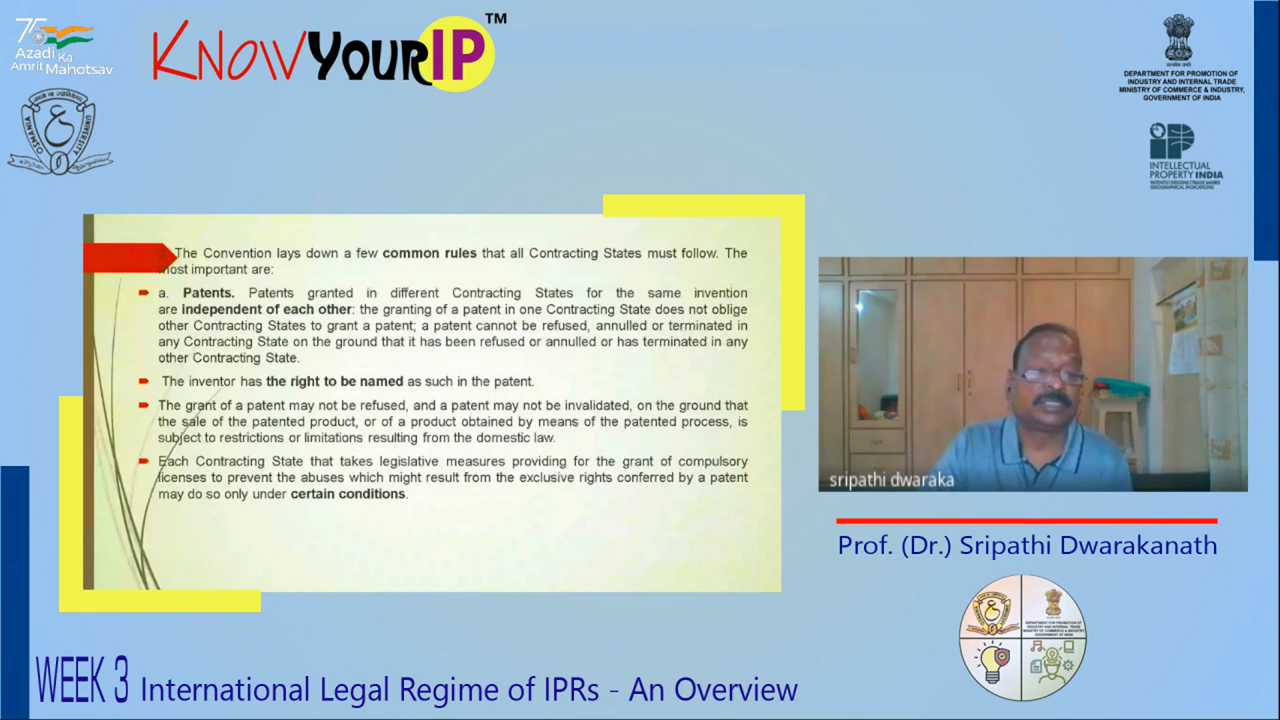 75
Azadi Ka
Amrit Mahotsav
KNOWYOURIP™
OSMANIA UNIVERSITY
DEPARTMENT FOR PROMOTION OF
INDUSTRY AND INTERNAL TRADE
MINISTRY OF COMMERCE & INDUSTRY,
GOVERNMENT OF INDIA
iP
INTELLECTUAL
PROPERTY INDIA
The Convention lays down a few common rules that all Contracting States must follow. The
most important are:
a. Patents. Patents granted in different Contracting States for the same invention
are independent of each other: the granting of a patent in one Contracting State does not oblige
other Contracting States to grant a patent; a patent cannot be refused, annulled or terminated in
any Contracting State on the ground that it has been refused or annulled or has terminated in any
other Contracting State.
The inventor has the right to be named as such in the patent.
The grant of a patent may not be refused, and a patent may not be invalidated, on the ground that
the sale of the patented product, or of a product obtained by means of the patented process, is
subject to restrictions or limitations resulting from the domestic law.
Each Contracting State that takes legislative measures providing for the grant of compulsory
licenses to prevent the abuses which might result from the exclusive rights conferred by a patent
may do so only under certain conditions.
sripathi dwaraka
Prof. (Dr.) Sripathi Dwarakanath
WEEK 3 International Legal Regime of IPRs - An Overview